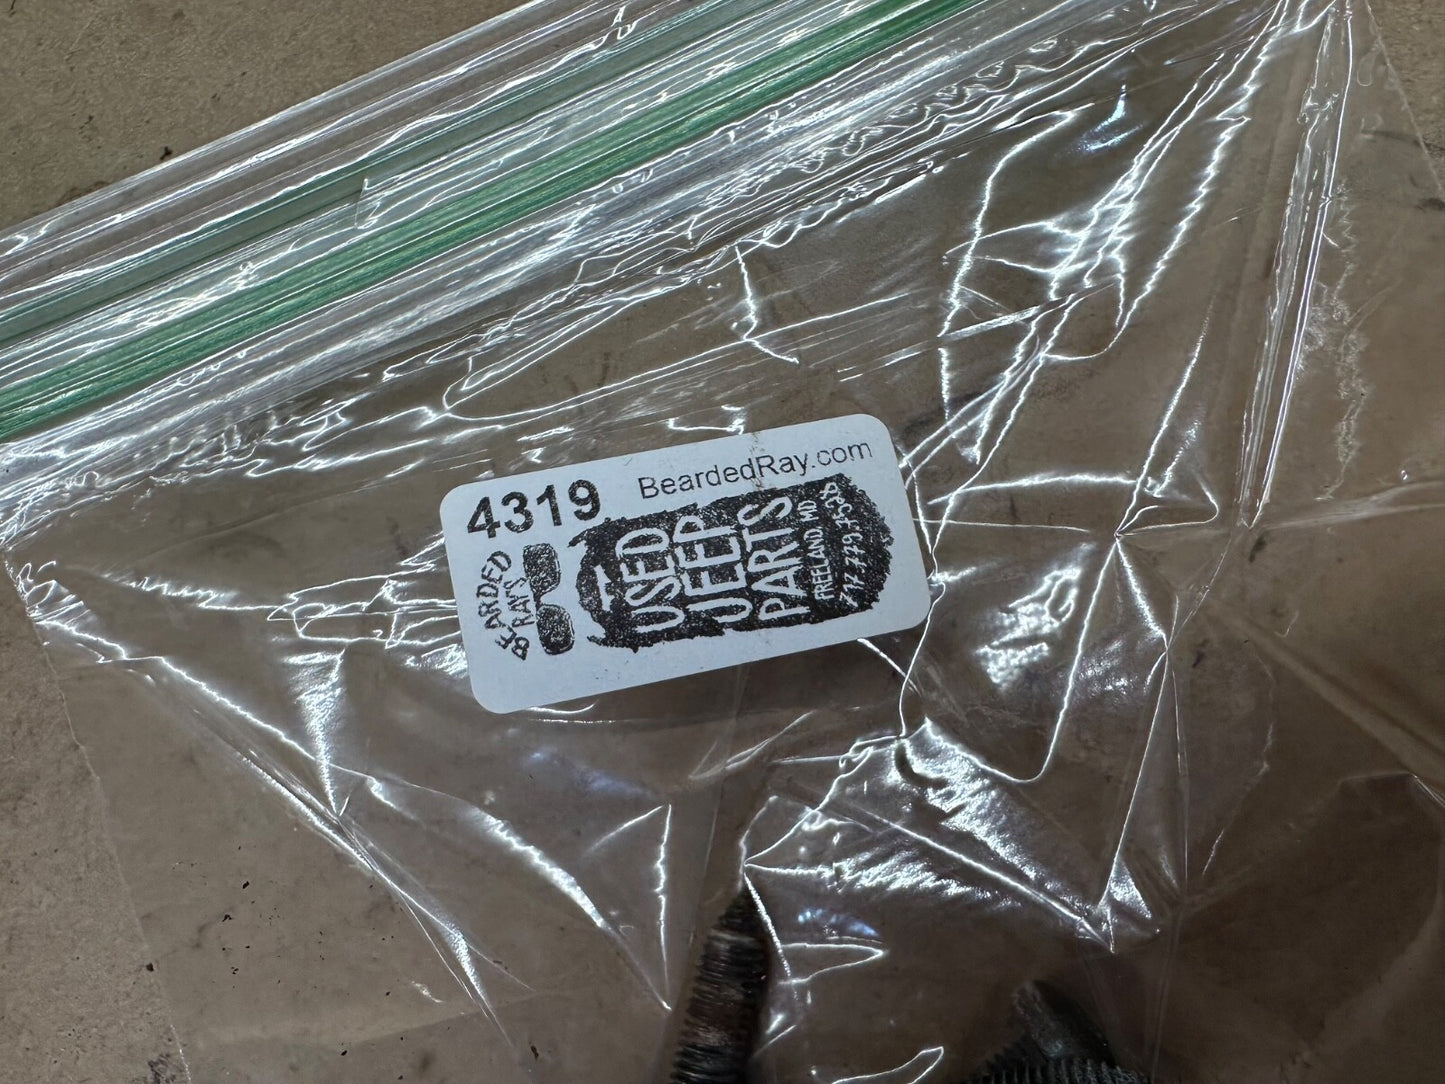 4319
BeardedRay.com
BEARDED
RAY'S
USED
JEEP
PARTS
FREELAND, MD